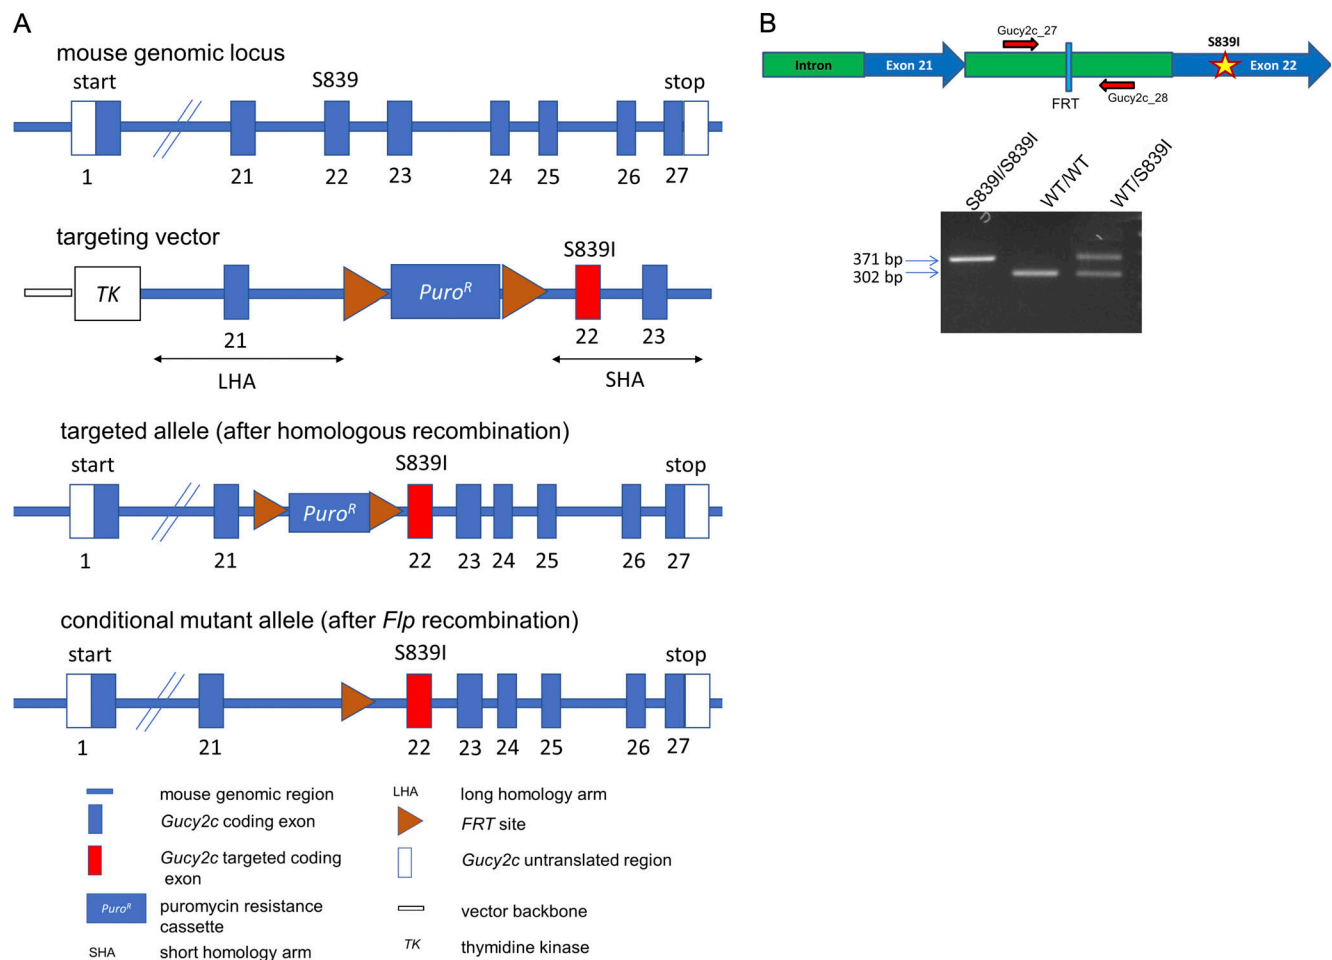 A
mouse genomic locus
start
S839
stop
1
21
22
23
24
25
26
27
targeting vector
S839I
TK
Puro^R
21
22
23
LHA
SHA
targeted allele (after homologous recombination)
start
S839I
stop
Puro^R
1
21
22
23
24
25
26
27
conditional mutant allele (after Flp recombination)
start
S839I
stop
1
21
22
23
24
25
26
27
mouse genomic region
Gucy2c coding exon
Gucy2c targeted coding
exon
Puro^R
puromycin resistance
cassette
SHA
short homology arm
LHA
long homology arm
FRT site
Gucy2c untranslated region
vector backbone
TK
thymidine kinase
B
Gucy2c_27
S839I
Intron
Exon 21
Exon 22
FRT
Gucy2c_28
S839I/S839I
WT/WT
WT/S839I
371 bp
302 bp